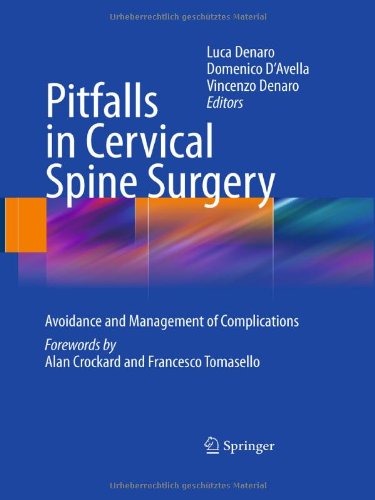 Urheberrechtlich geschütztes Material
Luca Denaro
Domenico D'Avella
Vincenzo Denaro
Editors
Pitfalls
in Cervical
Spine Surgery
Avoidance and Management of Complications
Forewords by
Alan Crockard and Francesco Tomasello
Springer
Urheberrechtlich geschütztes Material